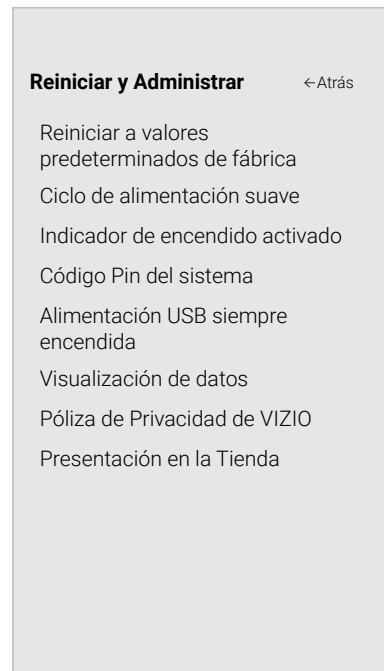 Reiniciar y Administrar ←Atrás
Reiniciar a valores
predeterminados de fábrica
Ciclo de alimentación suave
Indicador de encendido activado
Código Pin del sistema
Alimentación USB siempre
encendida
Visualización de datos
Póliza de Privacidad de VIZIO
Presentación en la Tienda